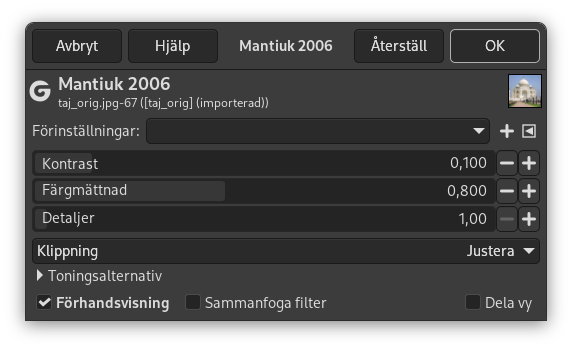 Avbryt Hjälp Mantiuk 2006 Återställ OK
Mantiuk 2006
taj_orig.jpg-67 ([taj_orig] (importerad))
Förinställningar:
Kontrast 0,100
Färgmättnad 0,800
Detaljer 1,00
Klippning Justera
Toningsalternativ
Förhandsvisning Sammanfoga filter Dela vy